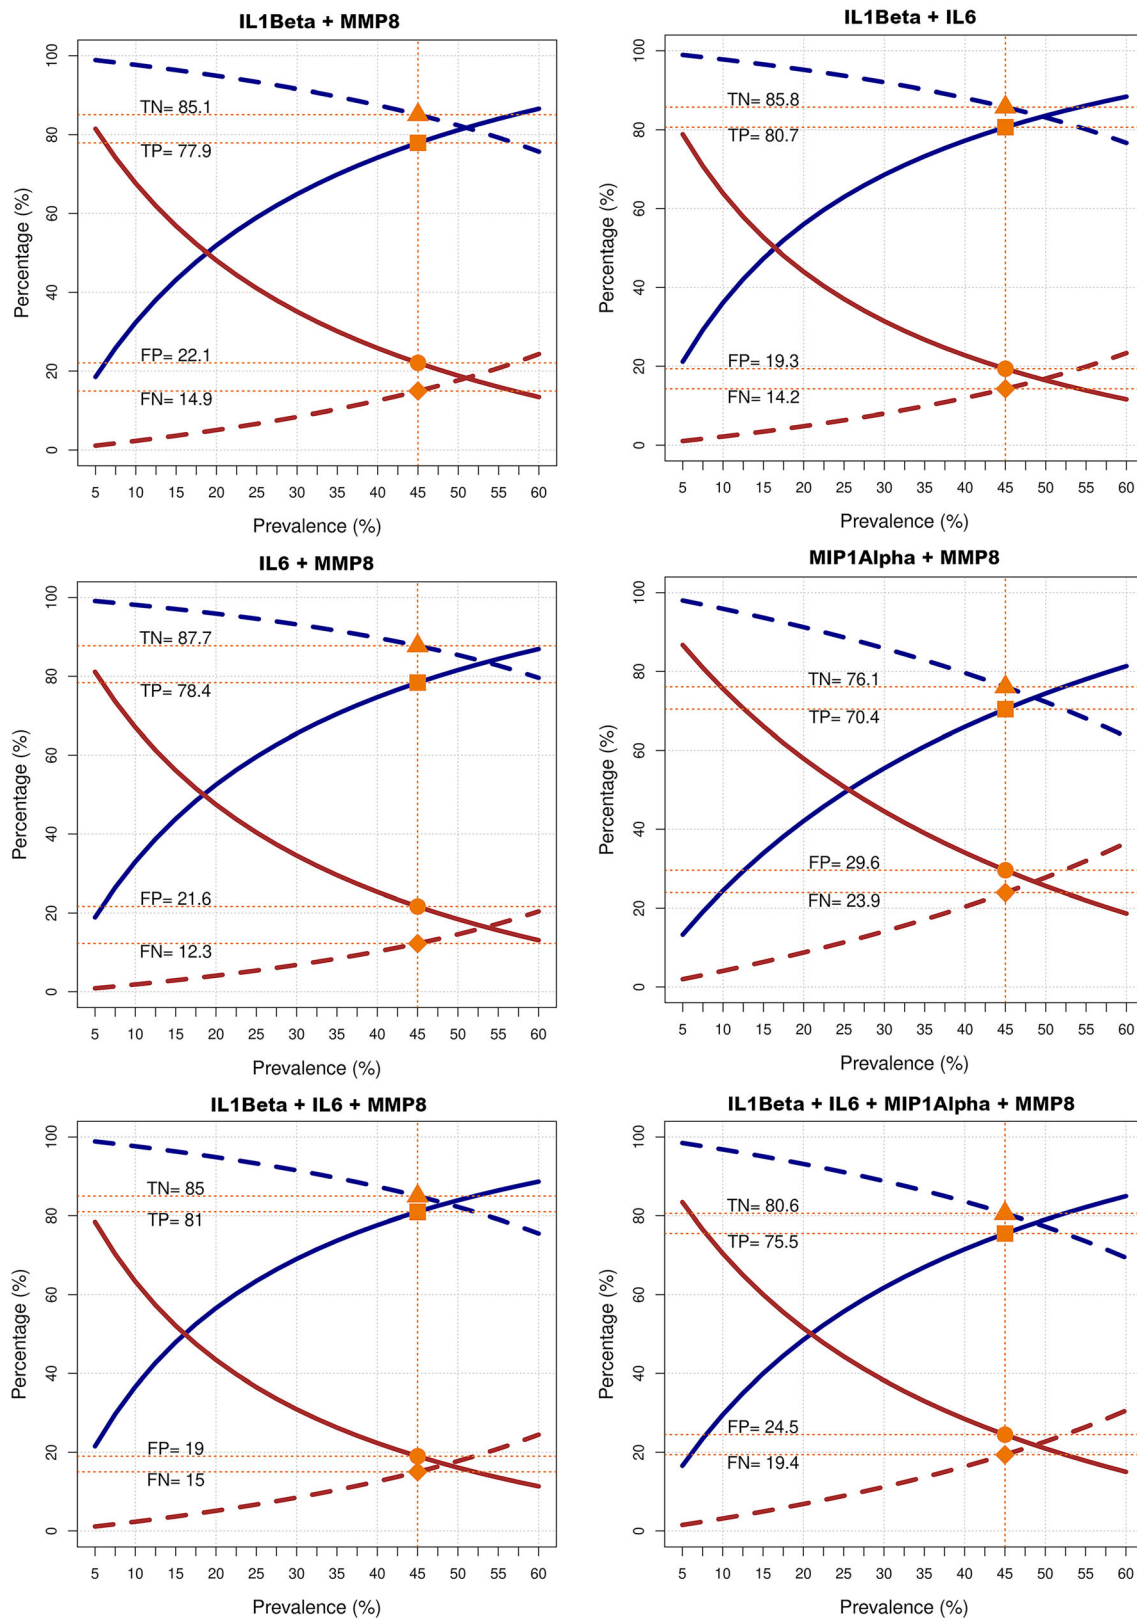 IL1Beta + MMP8
Percentage (%)
100
80
60
40
20
0
TN= 85.1
TP= 77.9
FP= 22.1
FN= 14.9
5 10 15 20 25 30 35 40 45 50 55 60
Prevalence (%)
IL1Beta + IL6
Percentage (%)
100
80
60
40
20
0
TN= 85.8
TP= 80.7
FP= 19.3
FN= 14.2
5 10 15 20 25 30 35 40 45 50 55 60
Prevalence (%)
IL6 + MMP8
Percentage (%)
100
80
60
40
20
0
TN= 87.7
TP= 78.4
FP= 21.6
FN= 12.3
5 10 15 20 25 30 35 40 45 50 55 60
Prevalence (%)
MIP1Alpha + MMP8
Percentage (%)
100
80
60
40
20
0
TN= 76.1
TP= 70.4
FP= 29.6
FN= 23.9
5 10 15 20 25 30 35 40 45 50 55 60
Prevalence (%)
IL1Beta + IL6 + MMP8
Percentage (%)
100
80
60
40
20
0
TN= 85
TP= 81
FP= 19
FN= 15
5 10 15 20 25 30 35 40 45 50 55 60
Prevalence (%)
IL1Beta + IL6 + MIP1Alpha + MMP8
Percentage (%)
100
80
60
40
20
0
TN= 80.6
TP= 75.5
FP= 24.5
FN= 19.4
5 10 15 20 25 30 35 40 45 50 55 60
Prevalence (%)